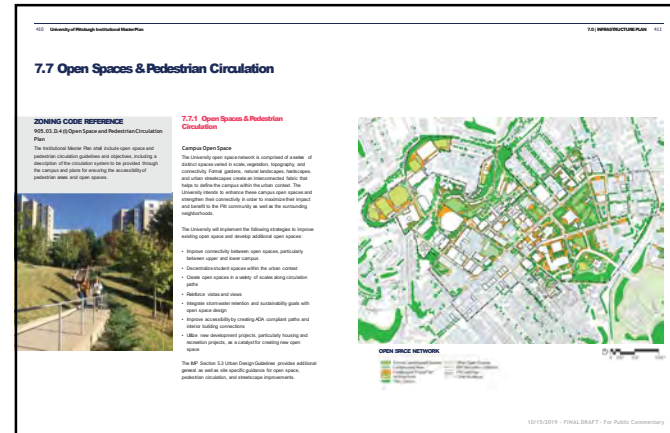 410 University of Pittsburgh Institutional Master Plan
7.0 | INFRASTRUCTURE PLAN 411
7.7 Open Spaces & Pedestrian Circulation
ZONING CODE REFERENCE
905.03.D.4 (i) Open Space and Pedestrian Circulation
Plan
The Institutional Master Plan shall include open space and
pedestrian circulation guidelines and objectives, including a
description of the circulation system to be provided through
the campus and plans for ensuring the accessibility of
pedestrian areas and open spaces.
7.7.1 Open Spaces & Pedestrian
Circulation
Campus Open Space
The University open space network is comprised of a series of
distinct spaces varied in scale, vegetation, topography, and
connectivity. Formal gardens, natural landscapes, hardscapes,
and urban streetscapes create an interconnected fabric that
helps to define the campus within the urban context. The
University intends to enhance these campus open spaces and
strengthen their connectivity in order to maximize their impact
and benefit to the Pitt community as well as the surrounding
neighborhoods.
The University will implement the following strategies to improve
existing open space and develop additional open spaces:
• Improve connectivity between open spaces, particularly
between upper and lower campus
• Decentralize student spaces within the urban context
• Create open spaces in a variety of scales along circulation
paths
• Reinforce vistas and views
• Integrate stormwater retention and sustainability goals with
open space design
• Improve accessibility by creating ADA compliant paths and
interior building connections
• Utilize new development projects, particularly housing and
recreation projects, as a catalyst for creating new open
space
The IMP Section 5.3 Urban Design Guidelines provides additional
general as well as site specific guidance for open space,
pedestrian circulation, and streetscape improvements.
OPEN SPACE NETWORK
10/15/2019 - FINAL DRAFT - For Public Commentary